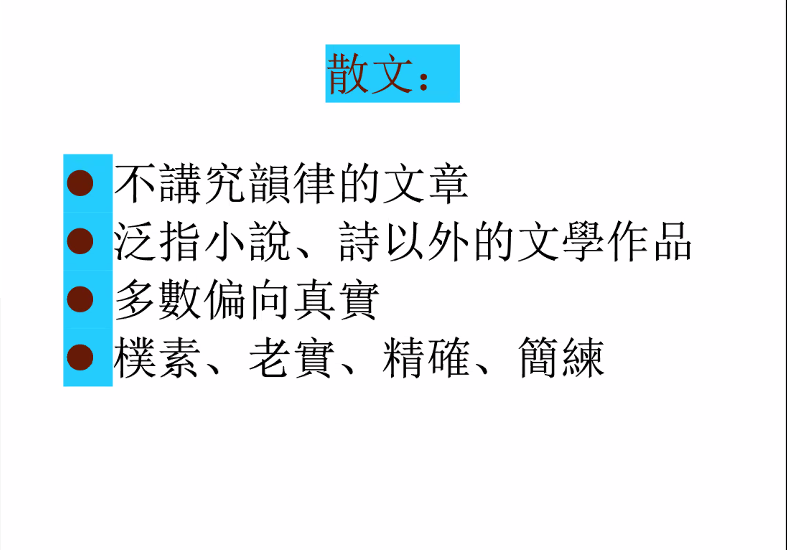 散文：
● 不講究韻律的文章
● 泛指小說、詩以外的文學作品
● 多數偏向真實
● 樸素、老實、精確、簡練